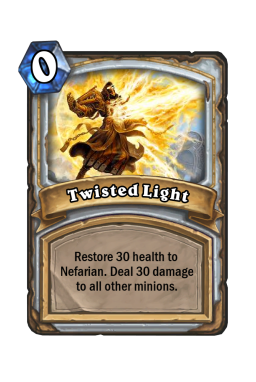 0
Twisted Light
Restore 30 health to
Nefarian. Deal 30 damage
to all other minions.